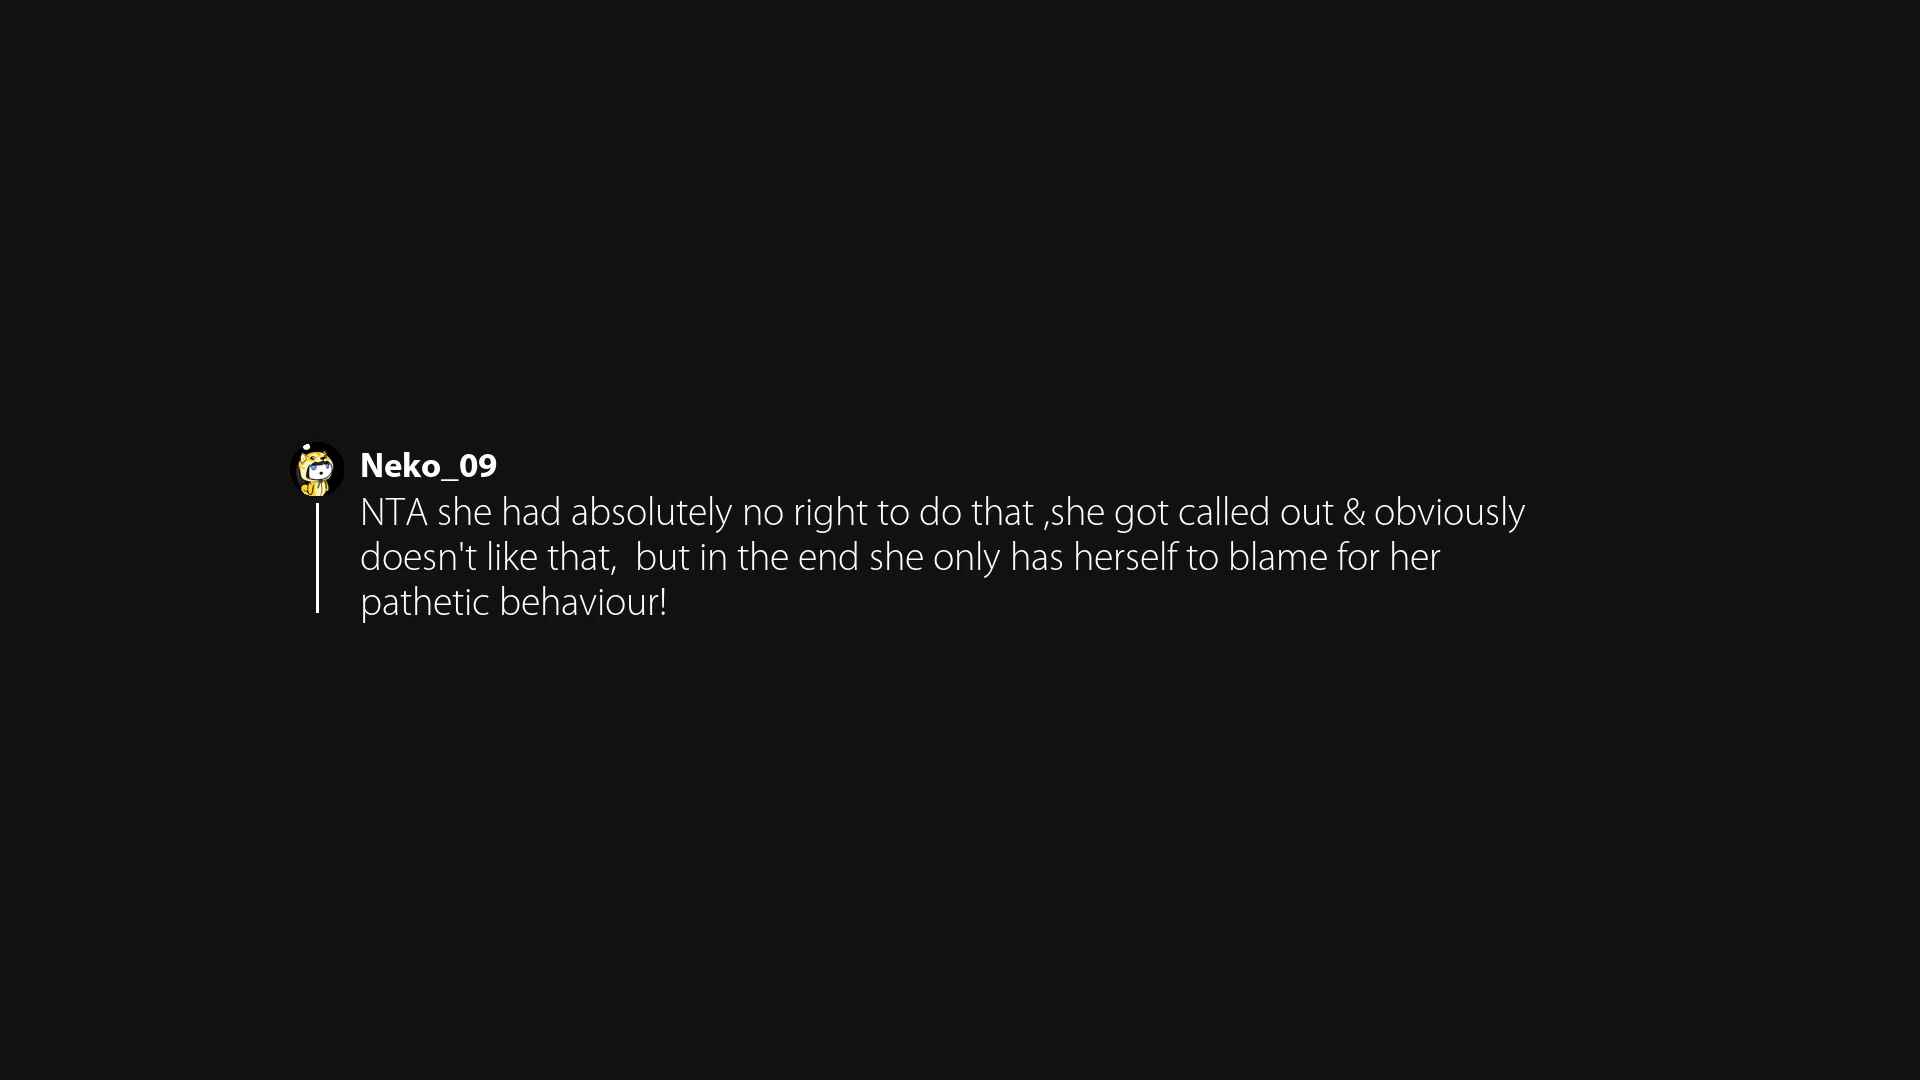 Neko_09
NTA she had absolutely no right to do that ,she got called out & obviously
doesn't like that,  but in the end she only has herself to blame for her
pathetic behaviour!